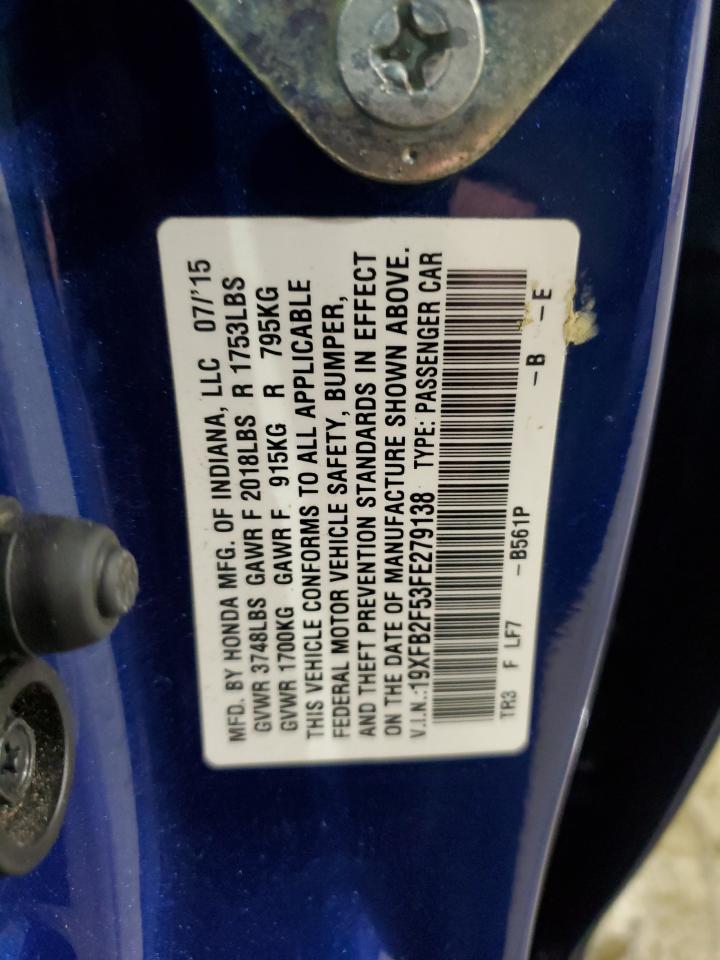 MFD. BY HONDA MFG. OF INDIANA, LLC 07/'15
GVWR 3748LBS GAWR F 2018LBS R 1753LBS
GVWR 1700KG GAWR F 915KG R 795KG
THIS VEHICLE CONFORMS TO ALL APPLICABLE
FEDERAL MOTOR VEHICLE SAFETY, BUMPER,
AND THEFT PREVENTION STANDARDS IN EFFECT
ON THE DATE OF MANUFACTURE SHOWN ABOVE.
V.I.N.:19XFB2F53FE279138 TYPE: PASSENGER CAR
TR3 F LF7 -B561P -B -E